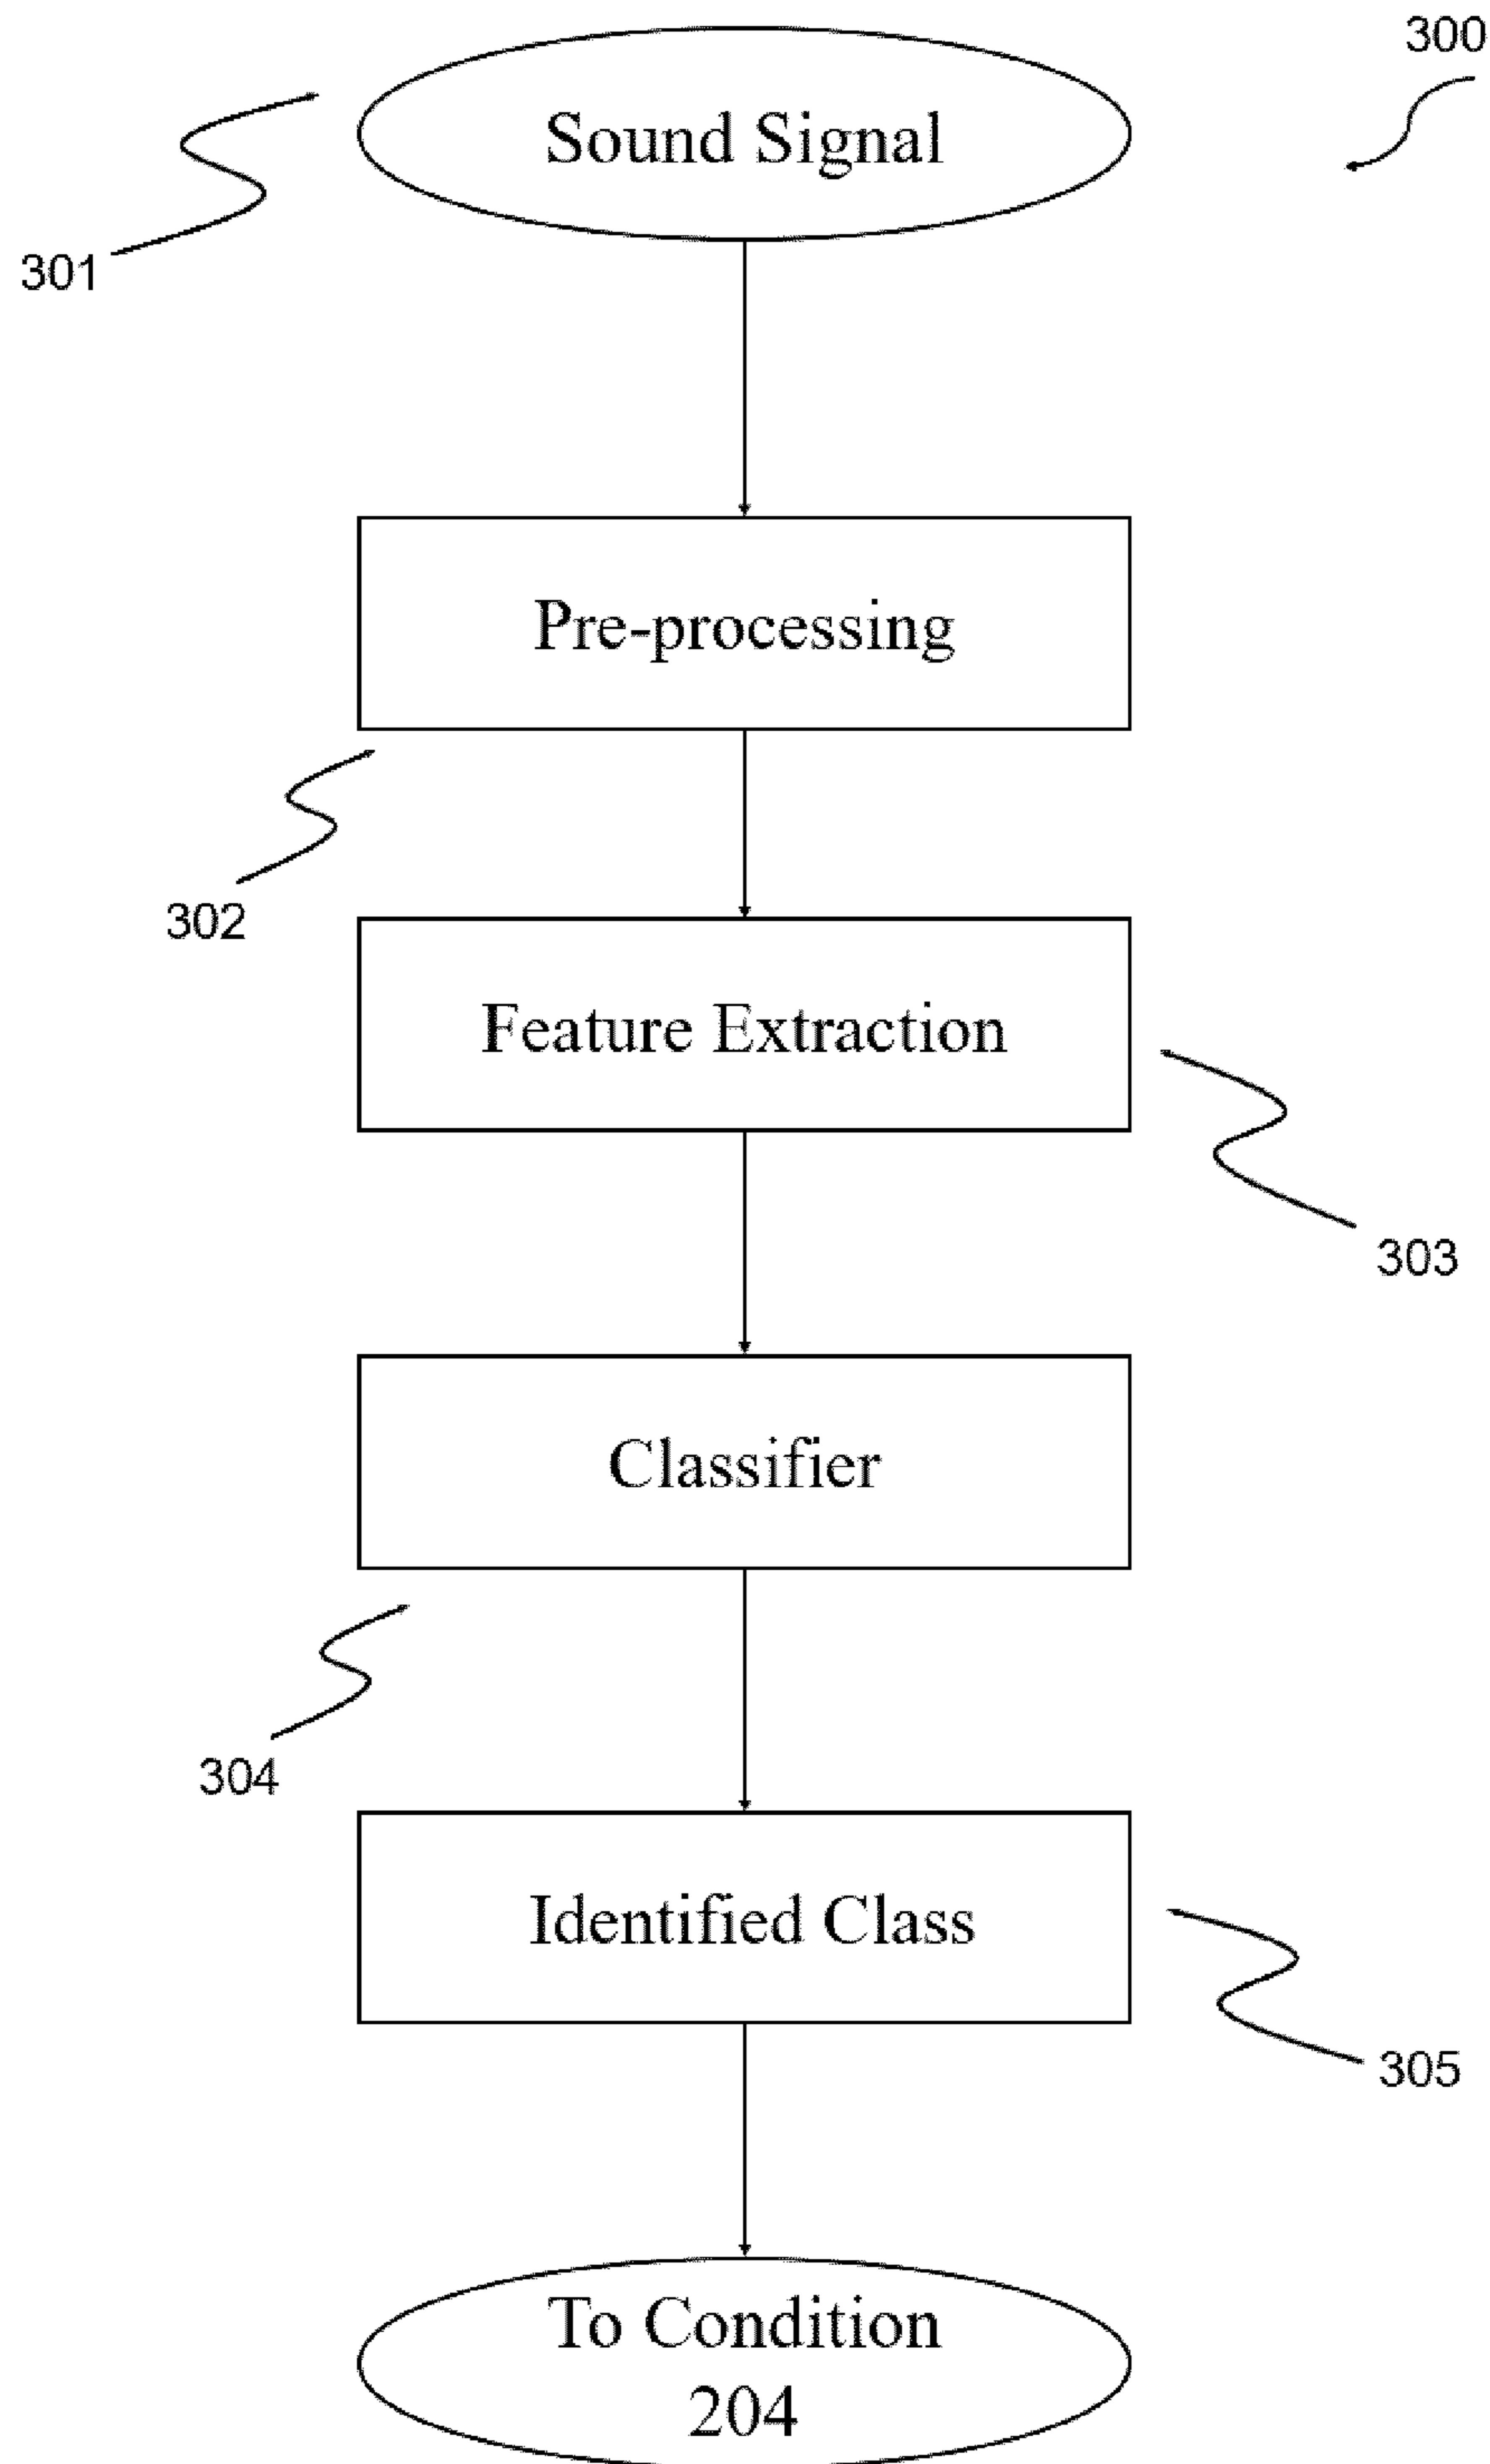 300
Sound Signal
301
Pre-processing
302
Feature Extraction
303
Classifier
304
Identified Class
305
To Condition
204